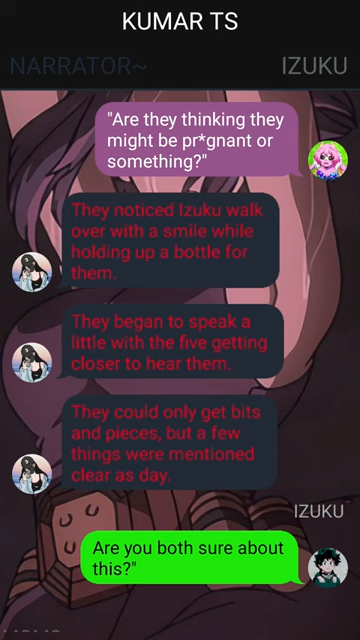 KUMAR TS
NARRATOR~ IZUKU
"Are they thinking they
might be pr*gnant or
something?"
They noticed Izuku walk
over with a smile while
holding up a bottle for
them.
They began to speak a
little with the five getting
closer to hear them.
They could only get bits
and pieces, but a few
things were mentioned
clear as day.
IZUKU
Are you both sure about
this?"